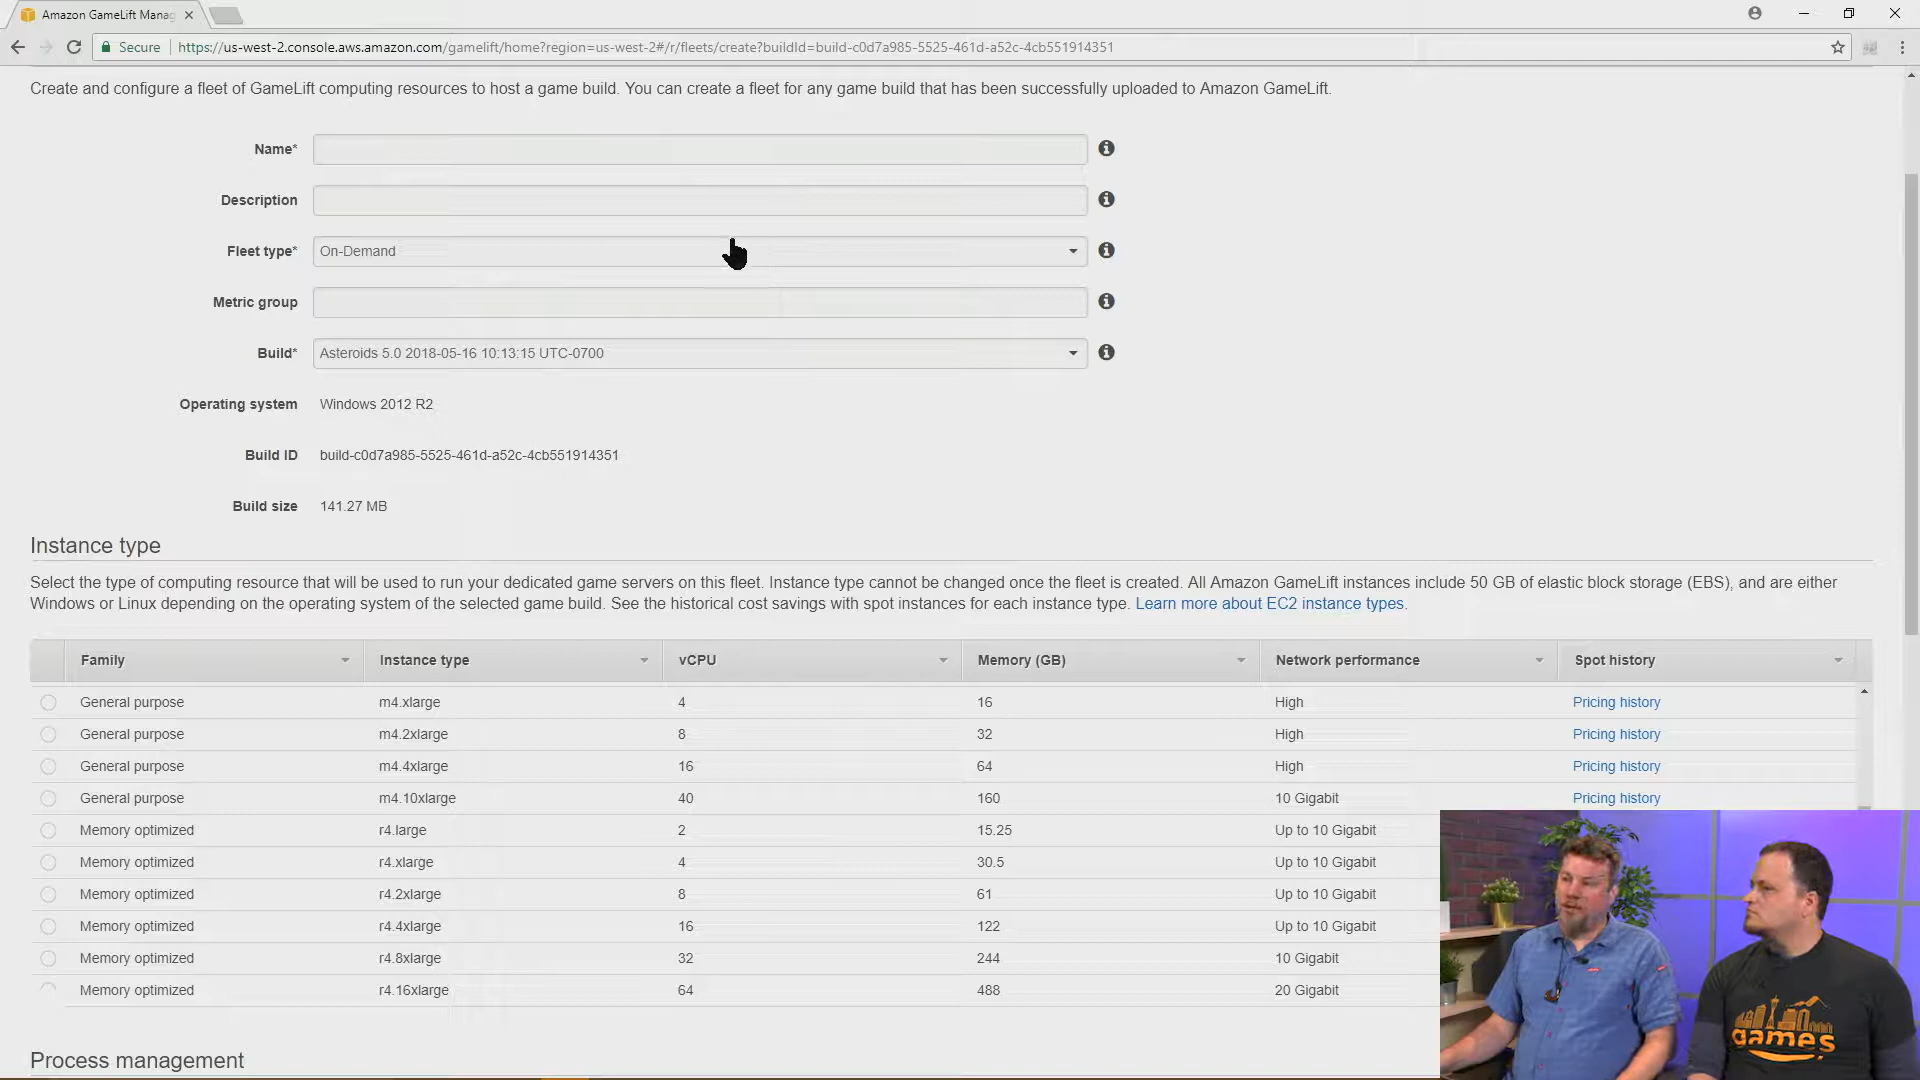 Amazon GameLift Manag
Secure
https://us-west-2.console.aws.amazon.com/gamelift/home?region=us-west-2#/r/fleets/create?buildId=build-c0d7a985-5525-461d-a52c-4cb551914351
Create and configure a fleet of GameLift computing resources to host a game build. You can create a fleet for any game build that has been successfully uploaded to Amazon GameLift.
Name*
Description
Fleet type* On-Demand
Metric group
Build* Asteroids 5.0 2018-05-16 10:13:15 UTC-0700
Operating system Windows 2012 R2
Build ID build-c0d7a985-5525-461d-a52c-4cb551914351
Build size 141.27 MB
Instance type
Select the type of computing resource that will be used to run your dedicated game servers on this fleet. Instance type cannot be changed once the fleet is created. All Amazon GameLift instances include 50 GB of elastic block storage (EBS), and are either
Windows or Linux depending on the operating system of the selected game build. See the historical cost savings with spot instances for each instance type. Learn more about EC2 instance types.
Family Instance type vCPU Memory (GB) Network performance Spot history
General purpose m4.xlarge 4 16 High Pricing history
General purpose m4.2xlarge 8 32 High Pricing history
General purpose m4.4xlarge 16 64 High Pricing history
General purpose m4.10xlarge 40 160 10 Gigabit Pricing history
Memory optimized r4.large 2 15.25 Up to 10 Gigabit
Memory optimized r4.xlarge 4 30.5 Up to 10 Gigabit
Memory optimized r4.2xlarge 8 61 Up to 10 Gigabit
Memory optimized r4.4xlarge 16 122 Up to 10 Gigabit
Memory optimized r4.8xlarge 32 244 10 Gigabit
Memory optimized r4.16xlarge 64 488 20 Gigabit
Process management
games